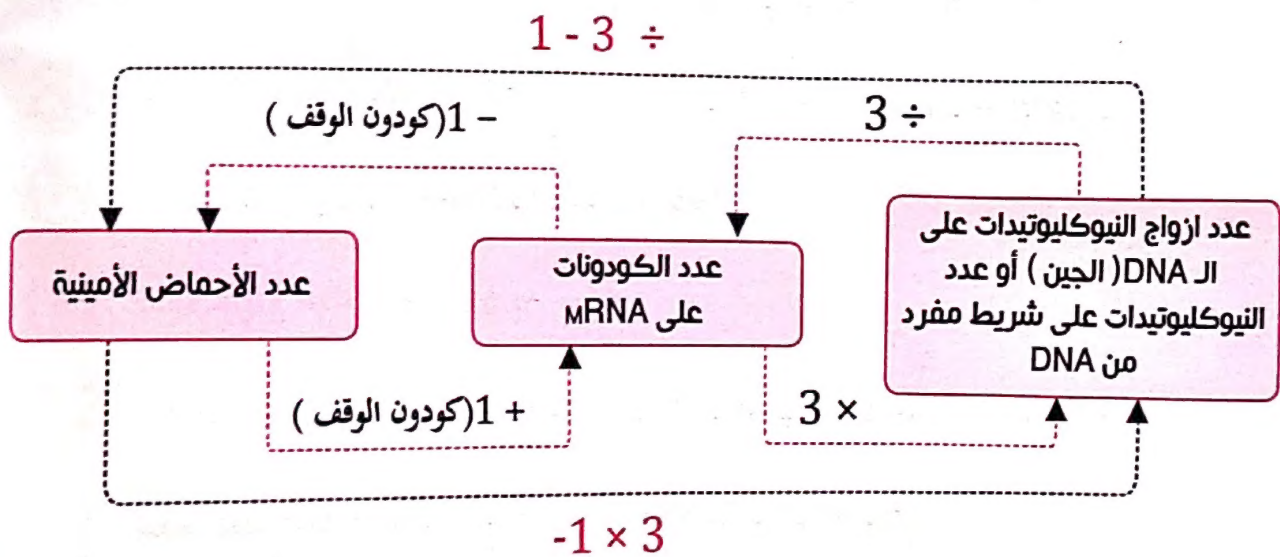 1 - 3 ÷
– 1(كودون الوقف )
3 ÷
عدد ازواج النيوكليوتيدات على
الـ DNA( الجين ) أو عدد
النيوكليوتيدات على شريط مفرد
من DNA
عدد الكودونات
على mRNA
عدد الأحماض الأمينية
+ 1(كودون الوقف )
3 ×
-1 × 3